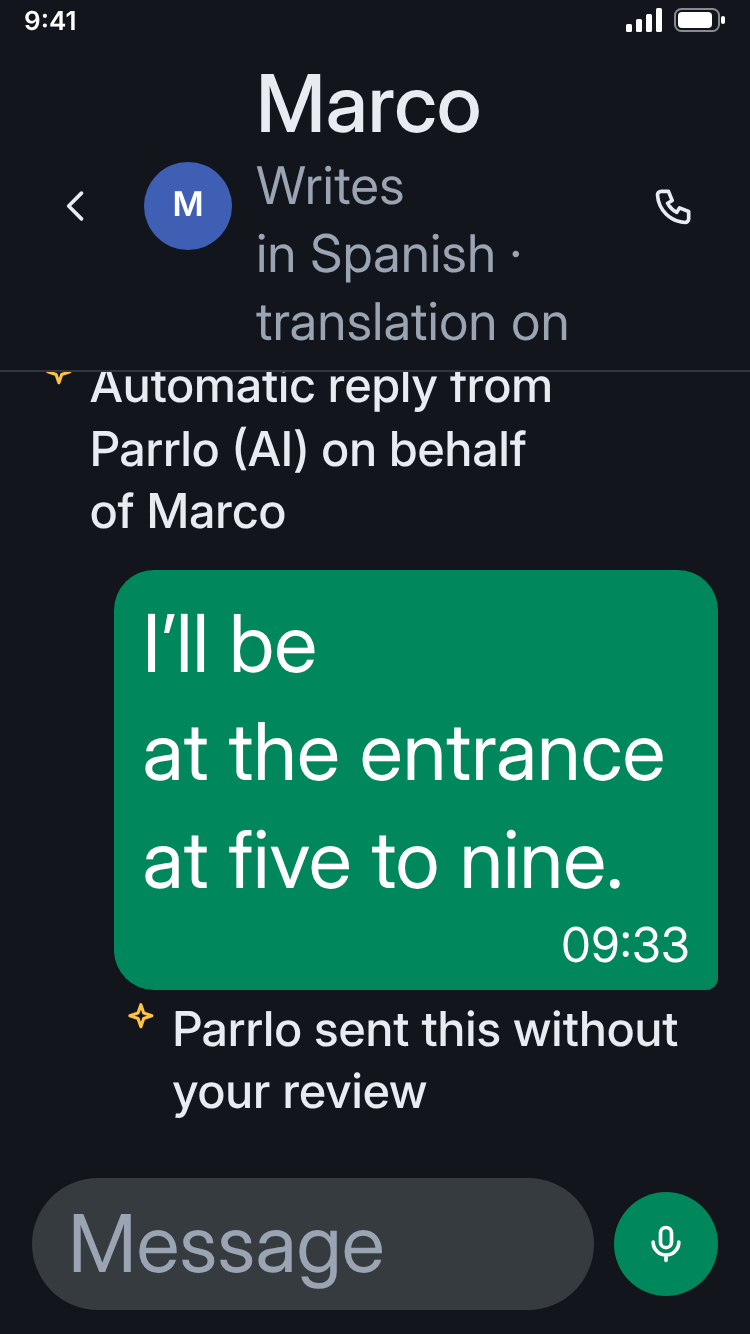 9:41
Marco
M
Writes
in Spanish ·
translation on
Automatic reply from
Parrlo (AI) on behalf
of Marco
I’ll be
at the entrance
at five to nine.
09:33
Parrlo sent this without
your review
Message